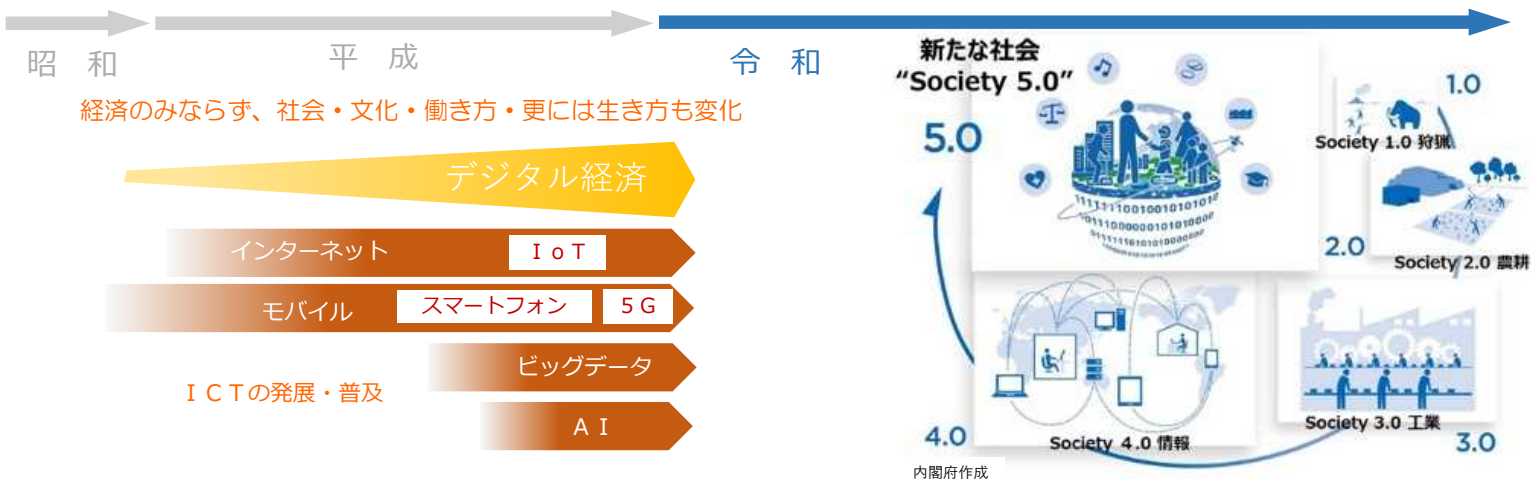 昭 和
平 成
令 和
経済のみならず、社会・文化・働き方・更には生き方も変化
デジタル経済
インターネット
ＩｏＴ
モバイル
スマートフォン
５Ｇ
ビッグデータ
ＩＣＴの発展・普及
ＡＩ
新たな社会
“Society 5.0”
5.0
1.0
Society 1.0 狩猟
2.0
Society 2.0 農耕
Society 3.0 工業
3.0
4.0
Society 4.0 情報
内閣府作成